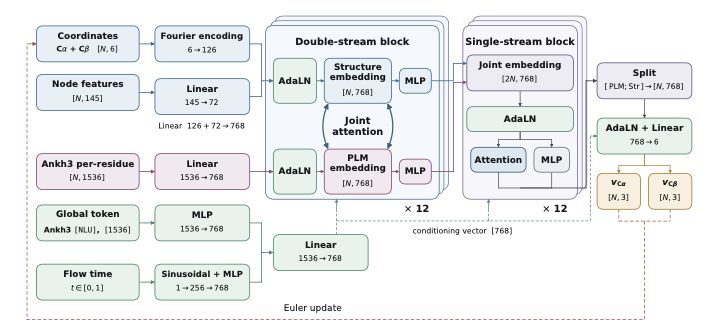 Coordinates
Cα + Cβ [N, 6]
Fourier encoding
6→126
Node features
[N, 145]
Linear
145→72
Linear 126+72→768
Ankh3 per-residue
[N, 1536]
Linear
1536→768
Global token
Ankh3 [NLU], [1536]
MLP
1536→768
Flow time
t∈[0, 1]
Sinusoidal + MLP
1→256→768
Linear
1536→768
Double-stream block
AdaLN
Structure
embedding
[N, 768]
MLP
Joint
attention
AdaLN
PLM
embedding
[N, 768]
MLP
× 12
Single-stream block
Joint embedding
[2N, 768]
AdaLN
Attention
MLP
× 12
conditioning vector [768]
Split
[PLM; Str]→[N, 768]
AdaLN + Linear
768→6
vCα
[N, 3]
vCβ
[N, 3]
Euler update